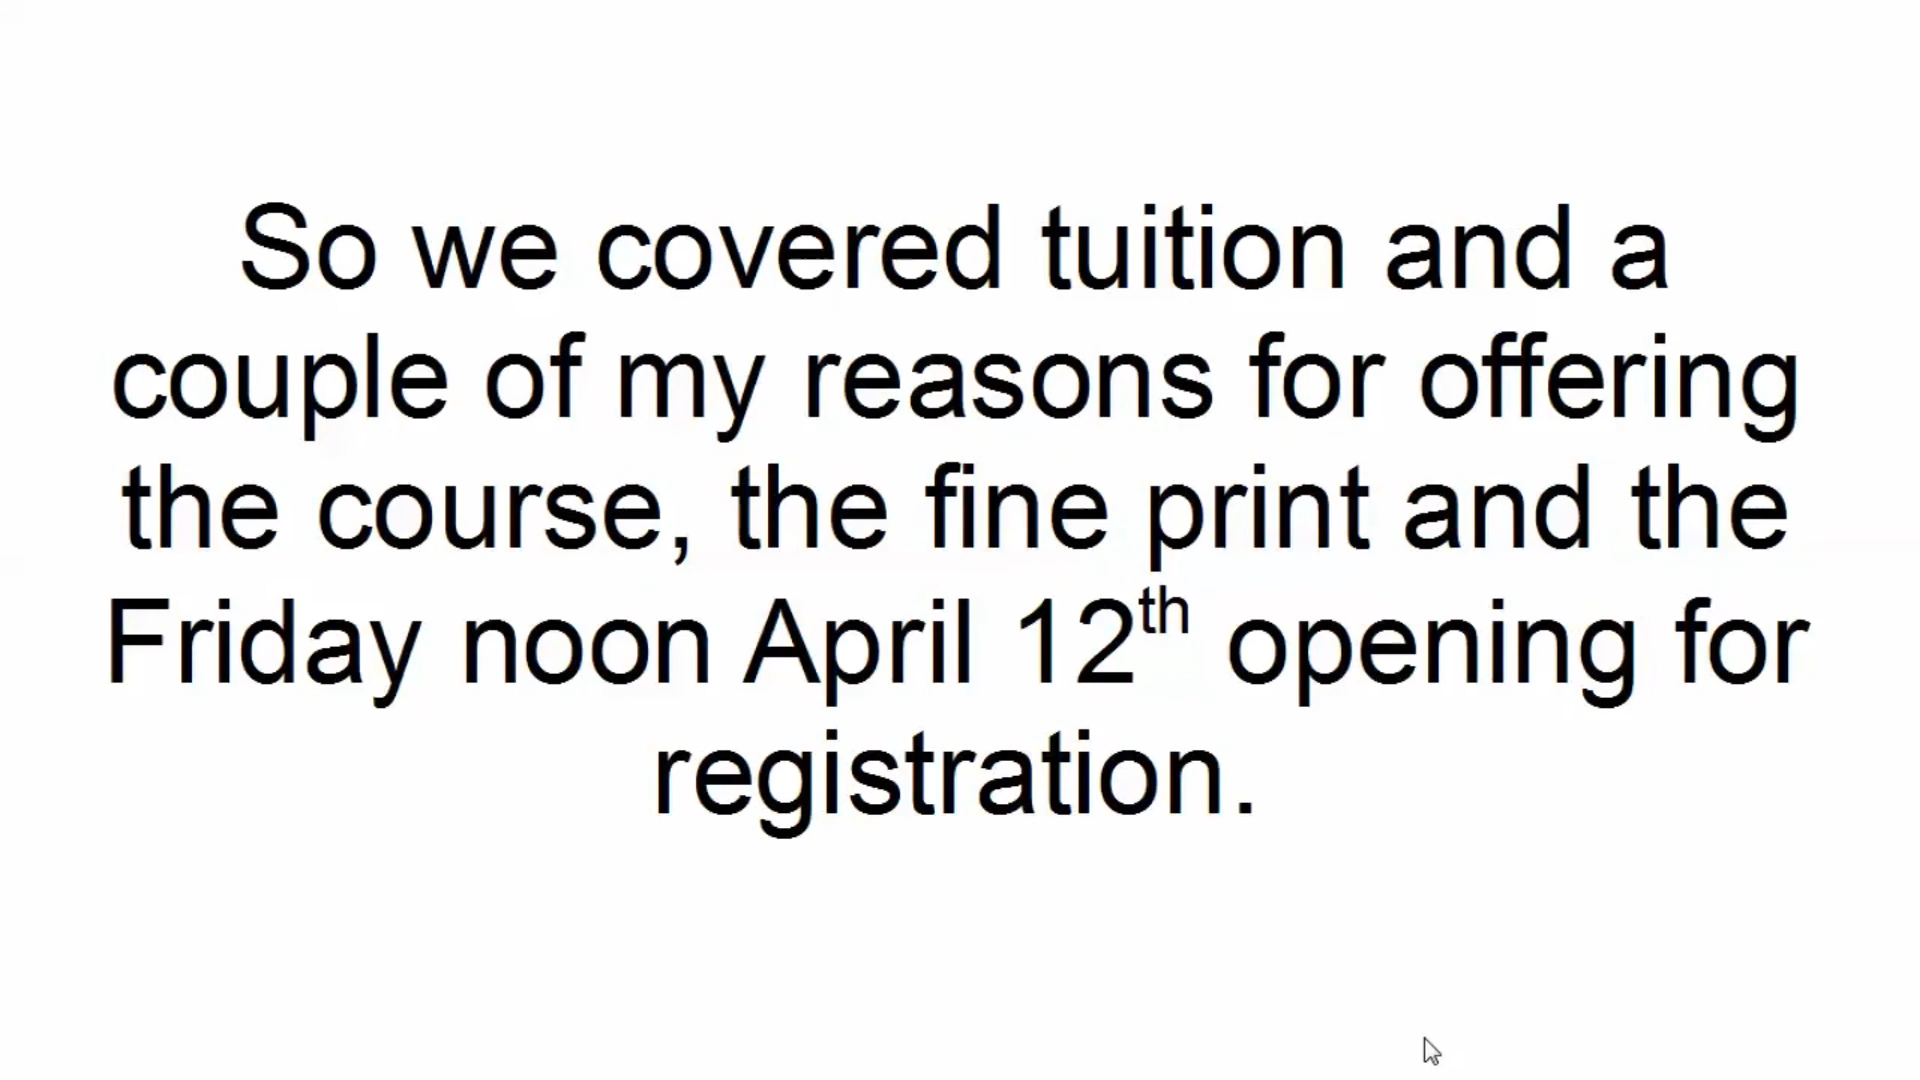 So we covered tuition and a
couple of my reasons for offering
the course, the fine print and the
Friday noon April 12th opening for
registration.